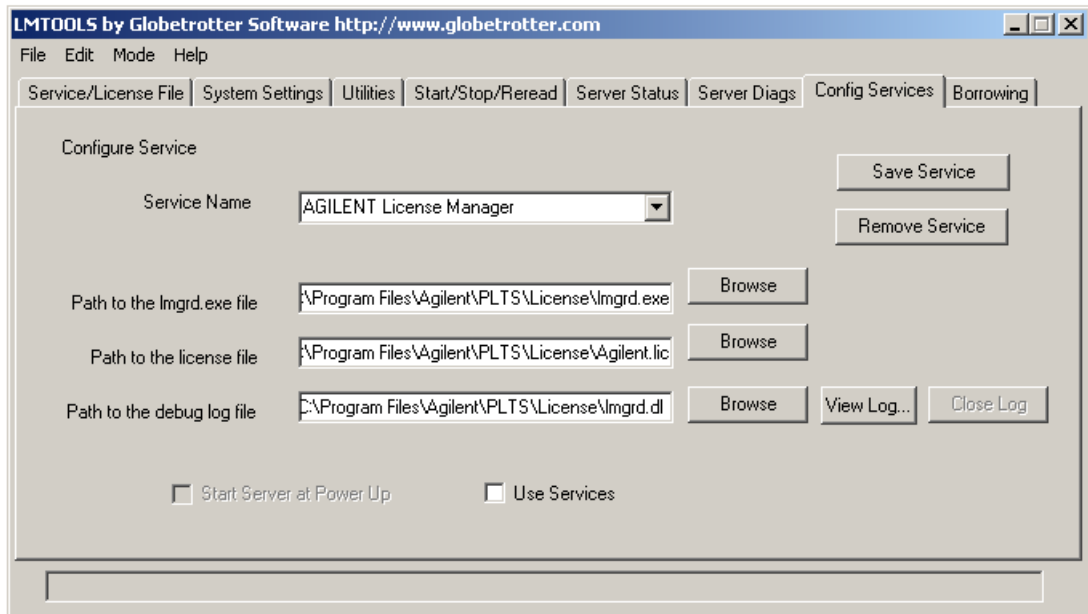 LMTOOLS by Globetrotter Software http://www.globetrotter.com
File Edit Mode Help
Service/License File System Settings Utilities Start/Stop/Reread Server Status Server Diags Config Services Borrowing
Configure Service
Save Service
Service Name AGILENT License Manager
Remove Service
Path to the lmgrd.exe file :\Program Files\Agilent\PLTS\License\lmgrd.exe Browse
Path to the license file :\Program Files\Agilent\PLTS\License\Agilent.lic Browse
Path to the debug log file C:\Program Files\Agilent\PLTS\License\lmgrd.dl Browse View Log... Close Log
Start Server at Power Up Use Services